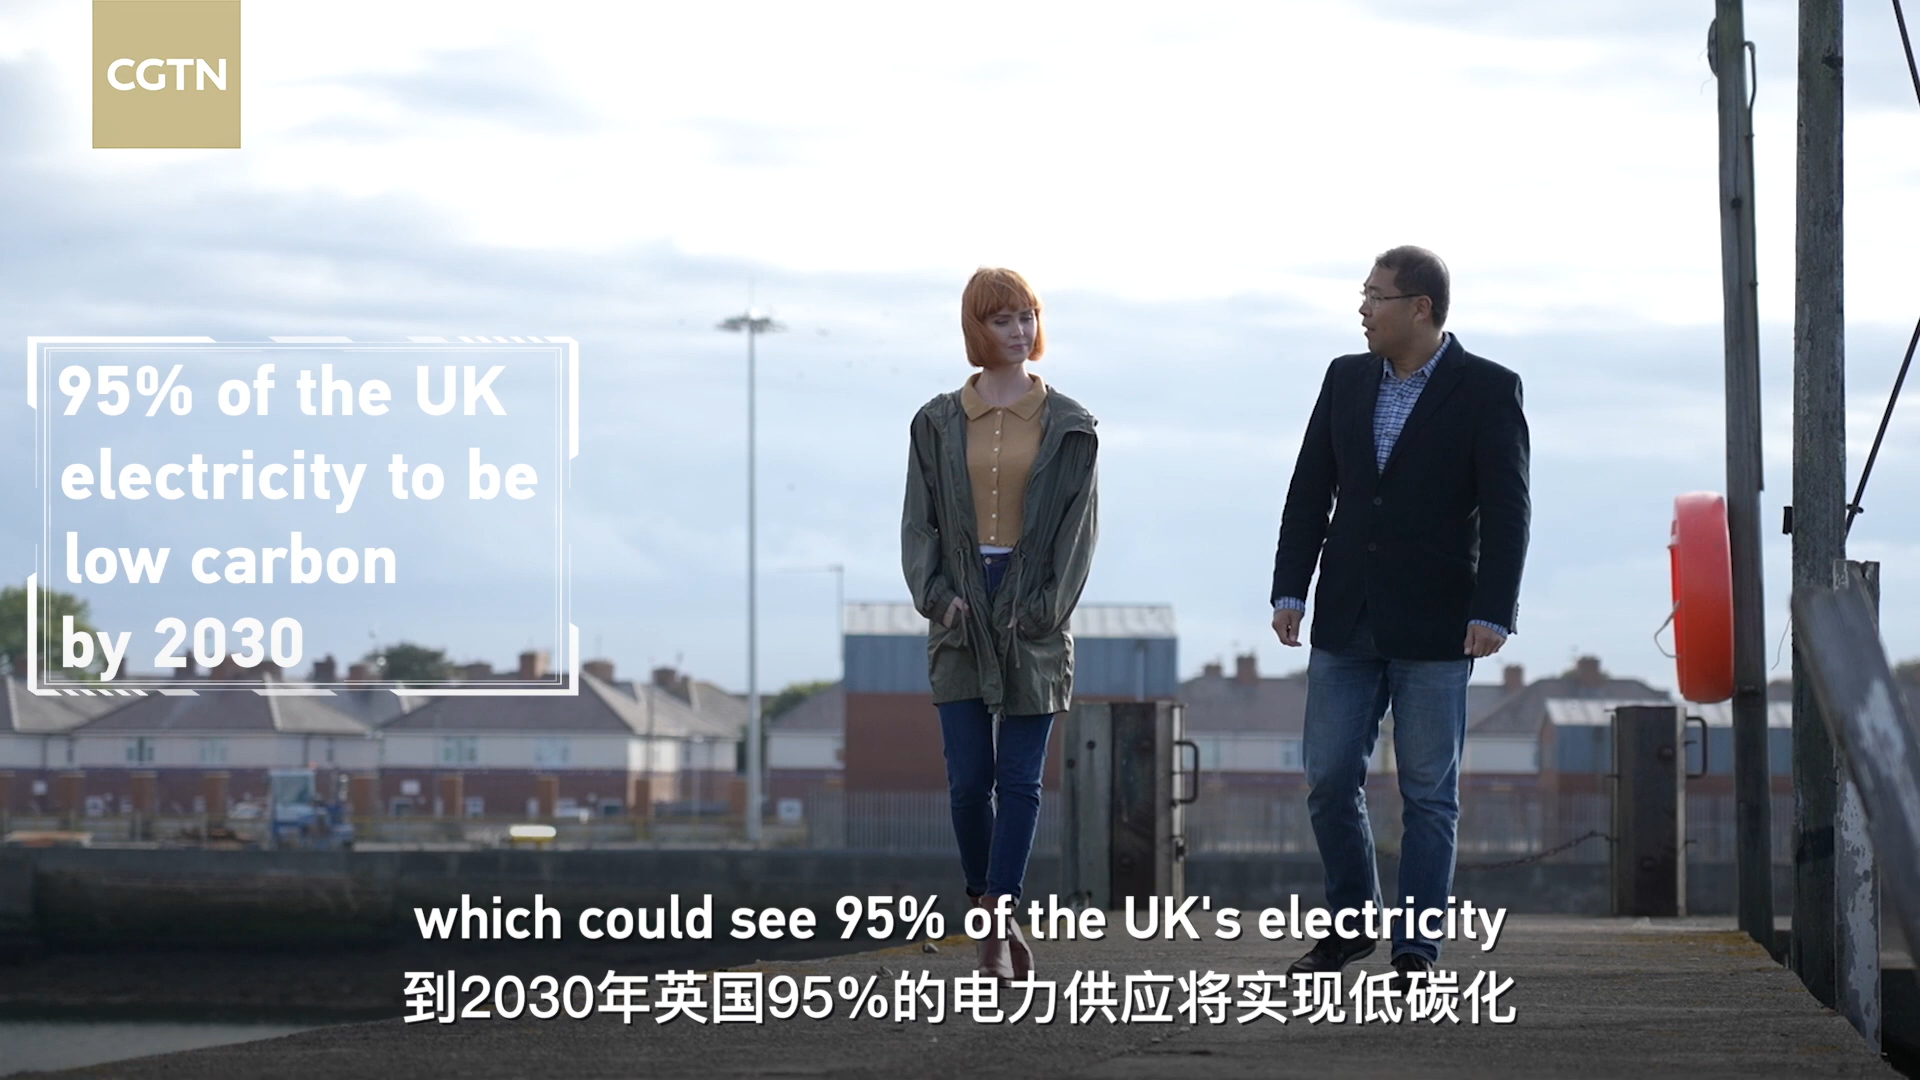 CGTN
95% of the UK
electricity to be
low carbon
by 2030
which could see 95% of the UK's electricity
到2030年英国95%的电力供应将实现低碳化